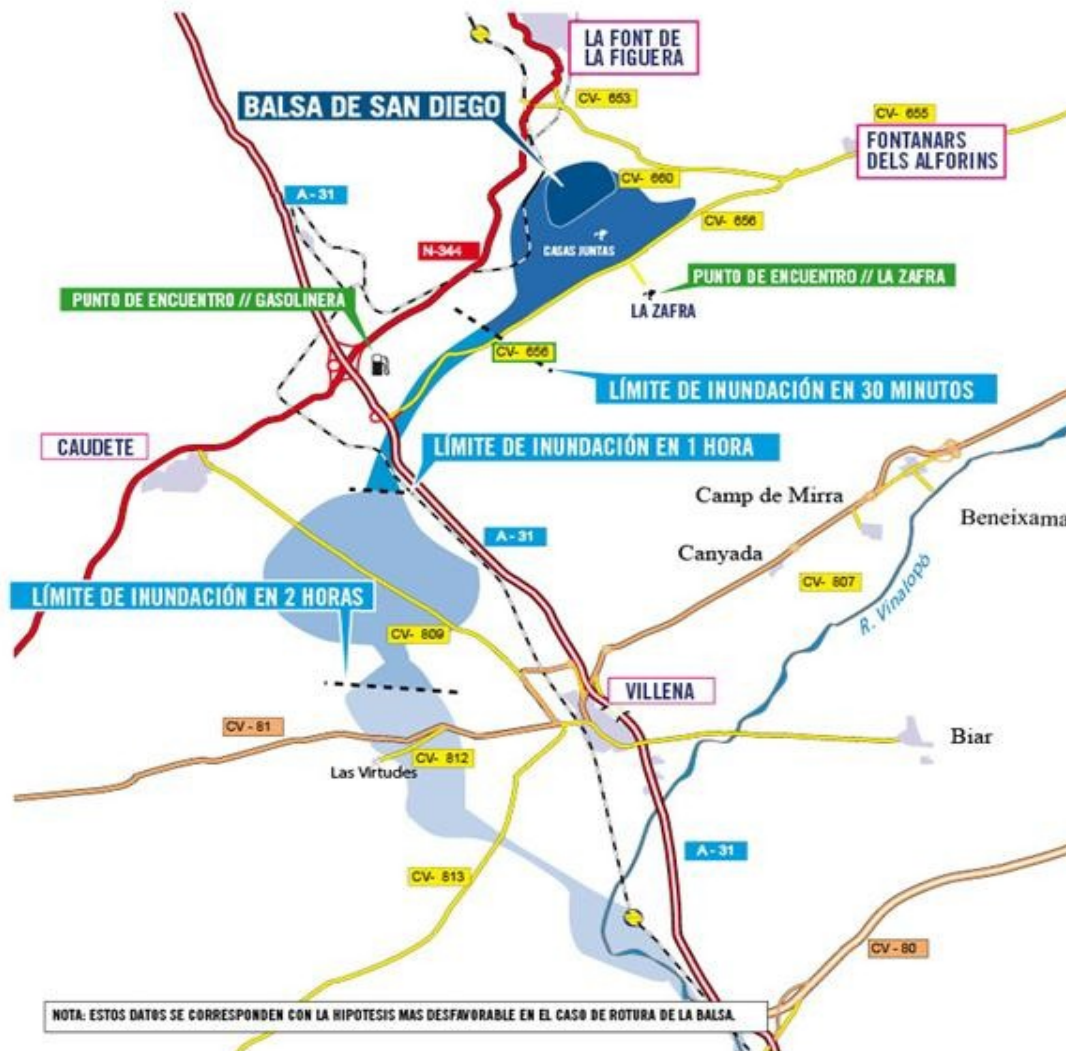 LA FONT DE
LA FIGUERA
CV- 653
BALSA DE SAN DIEGO
CV- 655
FONTANARS
DELS ALFORINS
CV- 660
A - 31
CV- 656
N-344
CASAS JUNTAS
PUNTO DE ENCUENTRO // LA ZAFRA
PUNTO DE ENCUENTRO // GASOLINERA
LA ZAFRA
CV- 656
LÍMITE DE INUNDACIÓN EN 30 MINUTOS
CAUDETE
LÍMITE DE INUNDACIÓN EN 1 HORA
Camp de Mirra
Beneixama
A - 31
Canyada
CV- 807
R. Vinalopó
LÍMITE DE INUNDACIÓN EN 2 HORAS
CV- 809
VILLENA
CV - 81
Biar
CV- 812
Las Virtudes
A - 31
CV- 813
CV - 80
NOTA: ESTOS DATOS SE CORRESPONDEN CON LA HIPOTESIS MAS DESFAVORABLE EN EL CASO DE ROTURA DE LA BALSA.